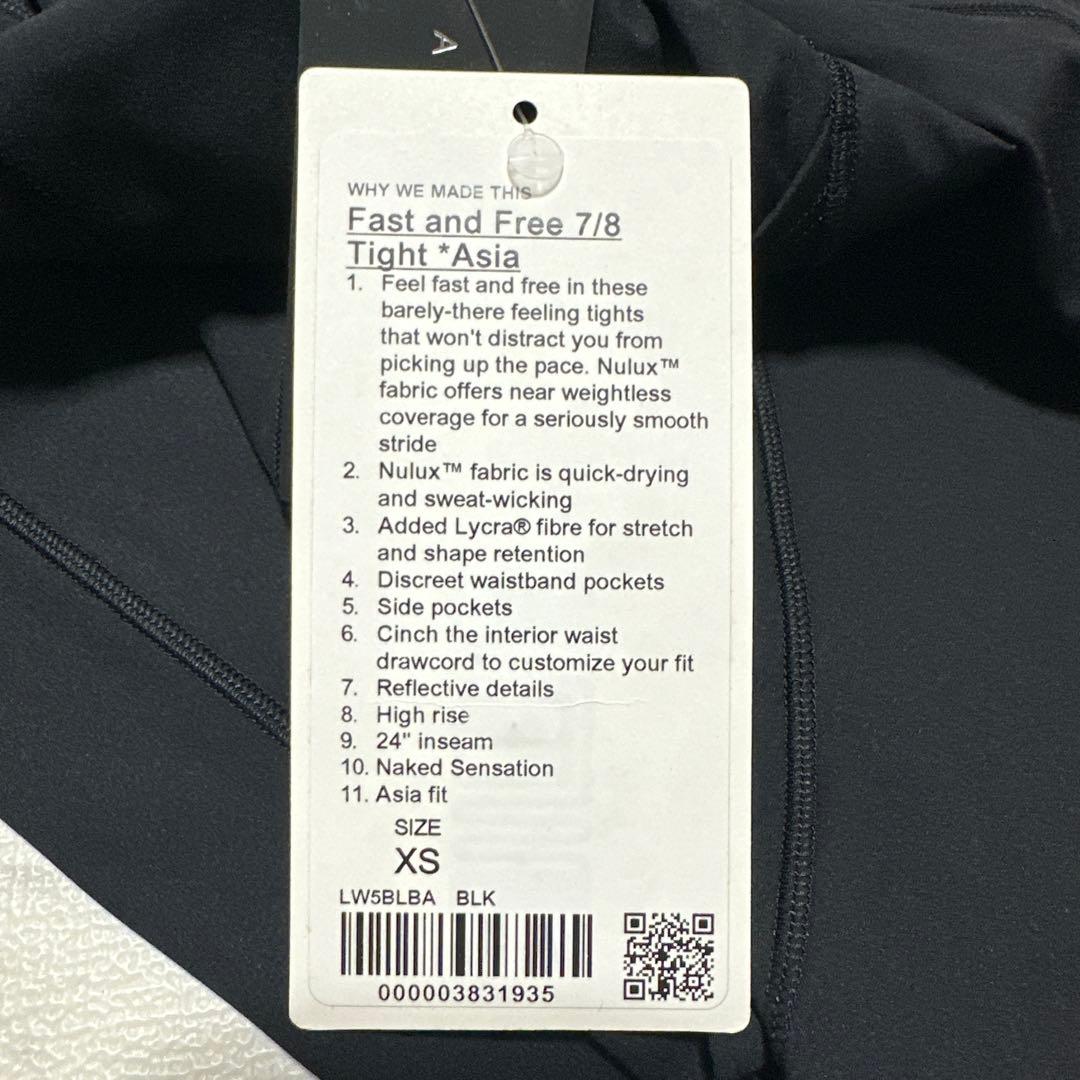 A
WHY WE MADE THIS
Fast and Free 7/8
Tight *Asia
1. Feel fast and free in these
barely-there feeling tights
that won't distract you from
picking up the pace. Nulux™
fabric offers near weightless
coverage for a seriously smooth
stride
2. Nulux™ fabric is quick-drying
and sweat-wicking
3. Added Lycra® fibre for stretch
and shape retention
4. Discreet waistband pockets
5. Side pockets
6. Cinch the interior waist
drawcord to customize your fit
7. Reflective details
8. High rise
9. 24" inseam
10. Naked Sensation
11. Asia fit
SIZE
XS
LW5BLBA BLK
000003831935